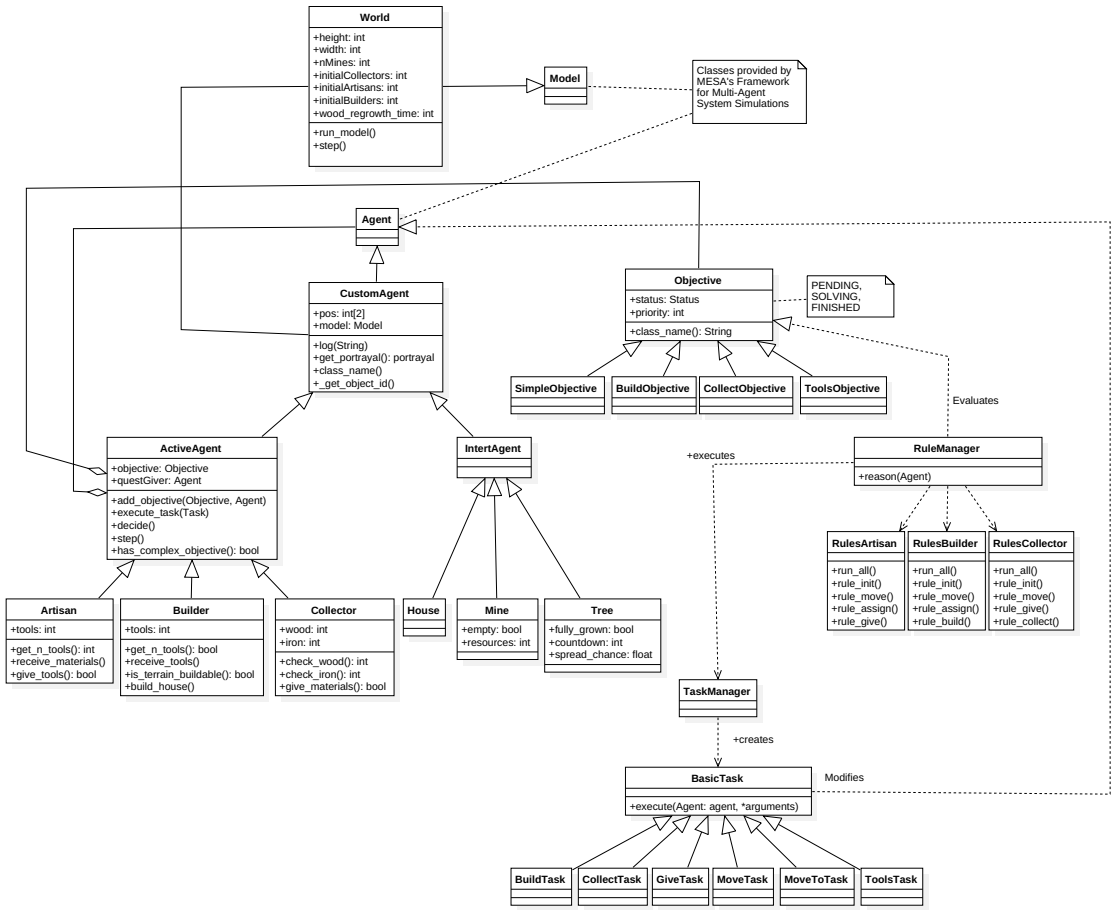 World
+height: int
+width: int
+nMines: int
+initialCollectors: int
+initialArtisans: int
+initialBuilders: int
+wood_regrowth_time: int
+run_model()
+step()
Model
Classes provided by
MESA's Framework
for Multi-Agent
System Simulations
Agent
CustomAgent
+pos: int[2]
+model: Model
+log(String)
+get_portrayal(): portrayal
+class_name()
+_get_object_id()
Objective
+status: Status
+priority: int
+class_name(): String
PENDING,
SOLVING,
FINISHED
SimpleObjective
BuildObjective
CollectObjective
ToolsObjective
Evaluates
ActiveAgent
+objective: Objective
+questGiver: Agent
+add_objective(Objective, Agent)
+execute_task(Task)
+decide()
+step()
+has_complex_objective(): bool
IntertAgent
+executes
RuleManager
+reason(Agent)
RulesArtisan
+run_all()
+rule_init()
+rule_move()
+rule_assign()
+rule_give()
RulesBuilder
+run_all()
+rule_init()
+rule_move()
+rule_assign()
+rule_build()
RulesCollector
+run_all()
+rule_init()
+rule_move()
+rule_give()
+rule_collect()
Artisan
+tools: int
+get_n_tools(): int
+receive_materials()
+give_tools(): bool
Builder
+tools: int
+get_n_tools(): bool
+receive_tools()
+is_terrain_buildable(): bool
+build_house()
Collector
+wood: int
+iron: int
+check_wood(): int
+check_iron(): int
+give_materials(): bool
House
Mine
+empty: bool
+resources: int
Tree
+fully_grown: bool
+countdown: int
+spread_chance: float
TaskManager
+creates
BasicTask
+execute(Agent: agent, *arguments)
Modifies
BuildTask
CollectTask
GiveTask
MoveTask
MoveToTask
ToolsTask